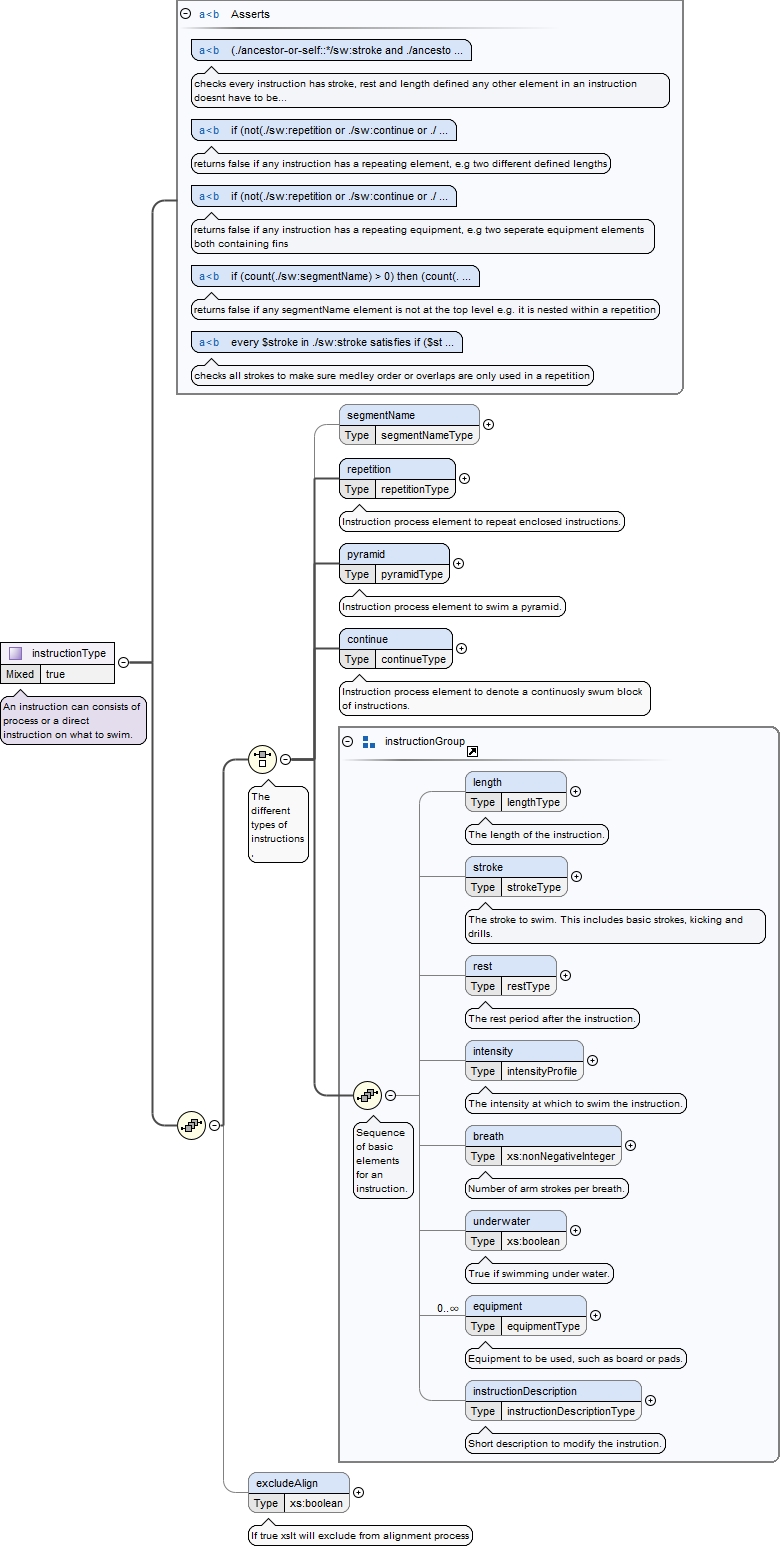 a<b Asserts
a<b (./ancestor-or-self::*/sw:stroke and ./ancesto ...
checks every instruction has stroke, rest and length defined any other element in an instruction
doesnt have to be...
a<b if (not(./sw:repetition or ./sw:continue or ./ ...
returns false if any instruction has a repeating element, e.g two different defined lengths
a<b if (not(./sw:repetition or ./sw:continue or ./ ...
returns false if any instruction has a repeating equipment, e.g two seperate equipment elements
both containing fins
a<b if (count(./sw:segmentName) > 0) then (count(. ...
returns false if any segmentName element is not at the top level e.g. it is nested within a repetition
a<b every $stroke in ./sw:stroke satisfies if ($st ...
checks all strokes to make sure medley order or overlaps are only used in a repetition
segmentName
Type segmentNameType
repetition
Type repetitionType
Instruction process element to repeat enclosed instructions.
pyramid
Type pyramidType
Instruction process element to swim a pyramid.
continue
Type continueType
Instruction process element to denote a continuosly swum block
of instructions.
instructionType
Mixed true
An instruction can consists of
process or a direct
instruction on what to swim.
The
different
types of
instructions
.
instructionGroup
length
Type lengthType
The length of the instruction.
stroke
Type strokeType
The stroke to swim. This includes basic strokes, kicking and
drills.
rest
Type restType
The rest period after the instruction.
intensity
Type intensityProfile
The intensity at which to swim the instruction.
Sequence
of basic
elements
for an
instruction.
breath
Type xs:nonNegativeInteger
Number of arm strokes per breath.
underwater
Type xs:boolean
True if swimming under water.
0..∞
equipment
Type equipmentType
Equipment to be used, such as board or pads.
instructionDescription
Type instructionDescriptionType
Short description to modify the instrution.
excludeAlign
Type xs:boolean
If true xslt will exclude from alignment process